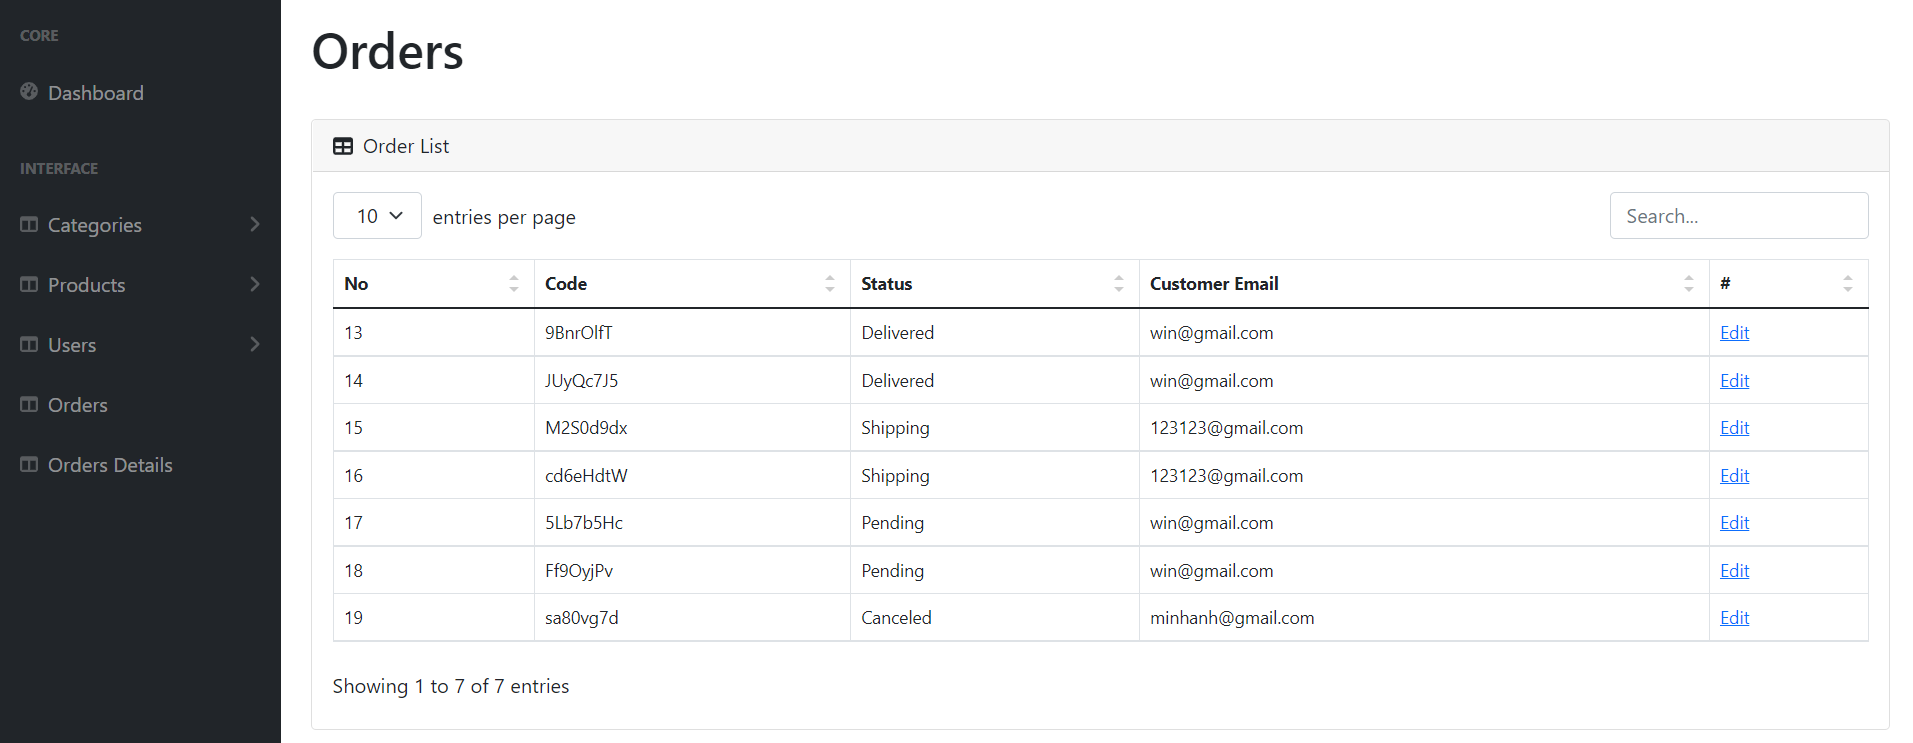 CORE
Dashboard
INTERFACE
Categories
Products
Users
Orders
Orders Details
Orders
Order List
10 entries per page
Search...
No Code Status Customer Email #
13 9BnrOlfT Delivered win@gmail.com Edit
14 JUyQc7J5 Delivered win@gmail.com Edit
15 M2S0d9dx Shipping 123123@gmail.com Edit
16 cd6eHdtW Shipping 123123@gmail.com Edit
17 5Lb7b5Hc Pending win@gmail.com Edit
18 Ff9OyjPv Pending win@gmail.com Edit
19 sa80vg7d Canceled minhanh@gmail.com Edit
Showing 1 to 7 of 7 entries